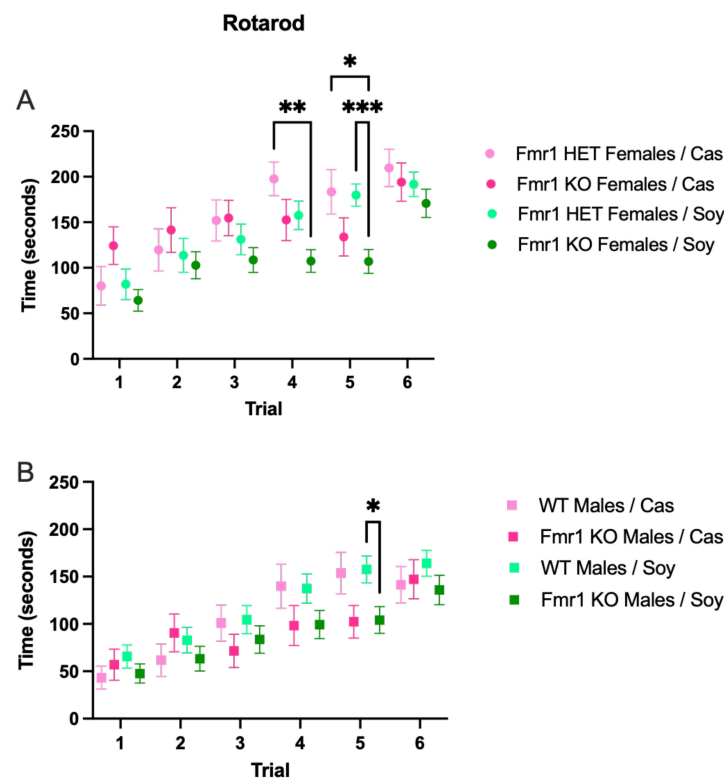 Rotarod
A
*
** ***
250
200
150
100
50
0
Time (seconds)
1 2 3 4 5 6
Trial
Fmr1 HET Females / Cas
Fmr1 KO Females / Cas
Fmr1 HET Females / Soy
Fmr1 KO Females / Soy
B
*
250
200
150
100
50
0
Time (seconds)
1 2 3 4 5 6
Trial
WT Males / Cas
Fmr1 KO Males / Cas
WT Males / Soy
Fmr1 KO Males / Soy